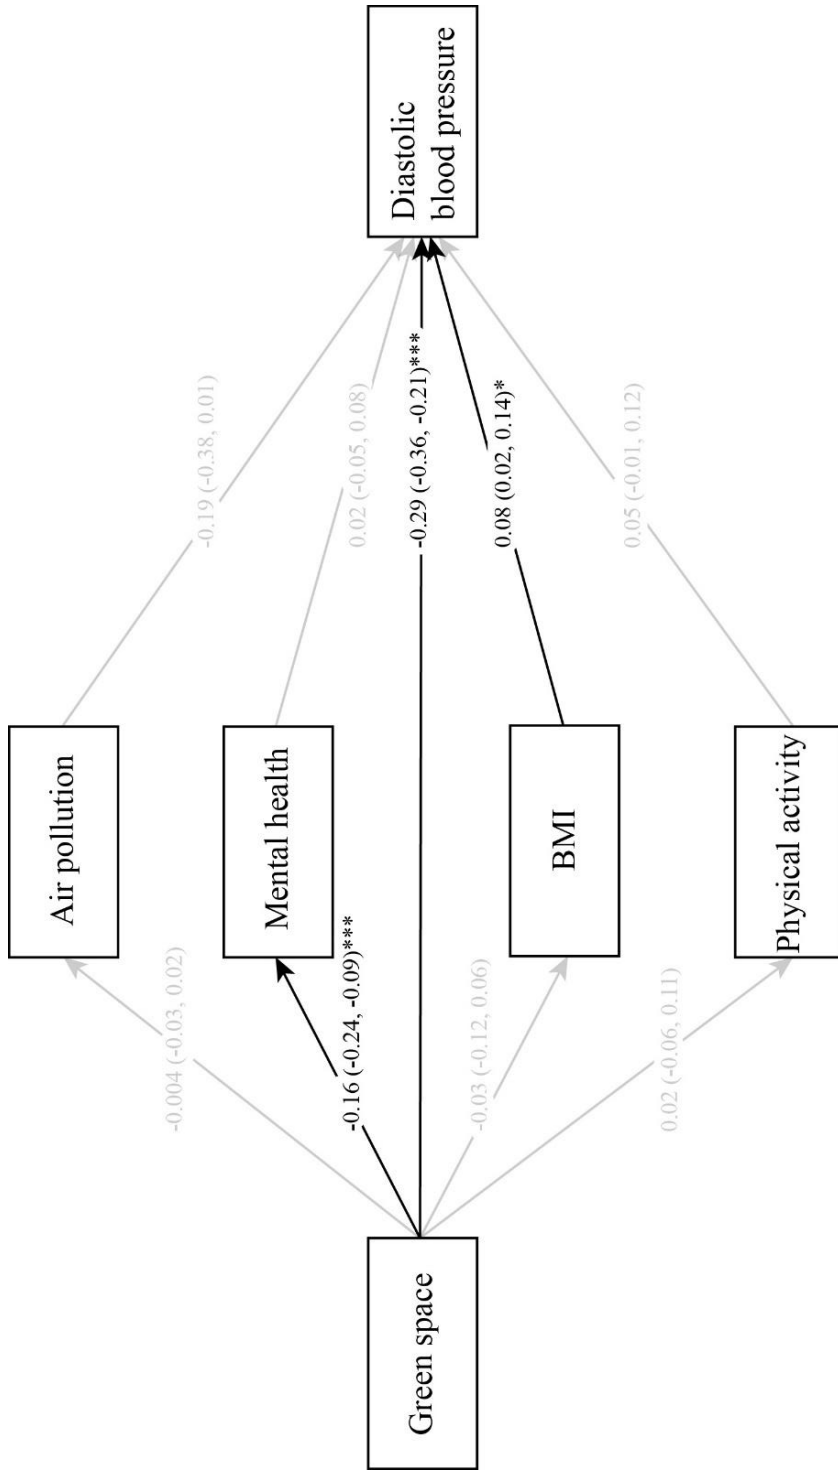 Green space
-0.004 (-0.03, 0.02)
-0.16 (-0.24, -0.09)***
-0.03 (-0.12, 0.06)
0.02 (-0.06, 0.11)
Air pollution
Mental health
BMI
Physical activity
-0.19 (-0.38, 0.01)
0.02 (-0.05, 0.08)
-0.29 (-0.36, -0.21)***
0.08 (0.02, 0.14)*
0.05 (-0.01, 0.12)
Diastolic
blood pressure